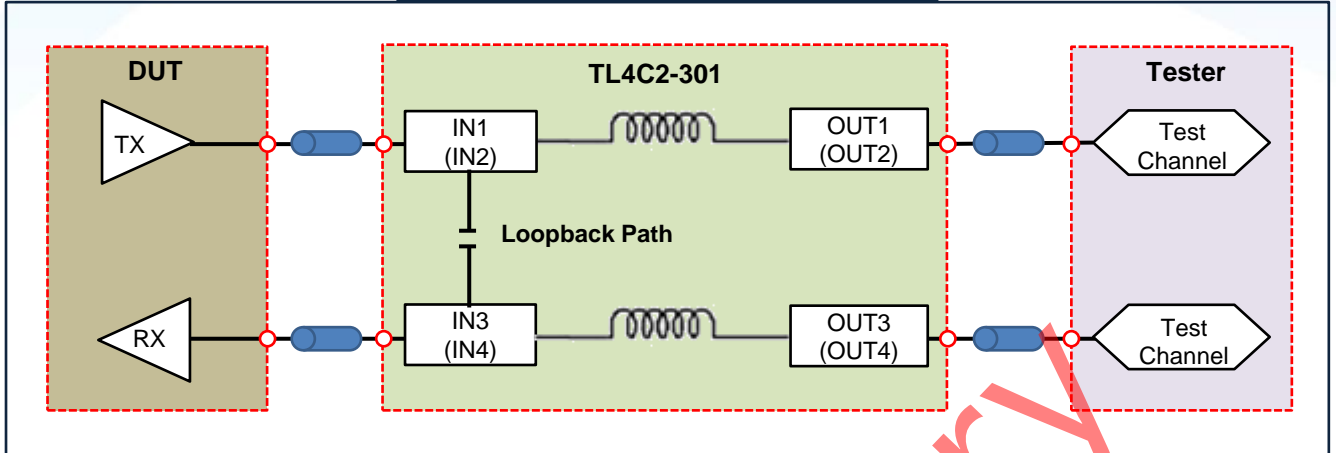 DUT
TL4C2-301
Tester
TX
IN1
(IN2)
OUT1
(OUT2)
Test
Channel
Loopback Path
RX
IN3
(IN4)
OUT3
(OUT4)
Test
Channel